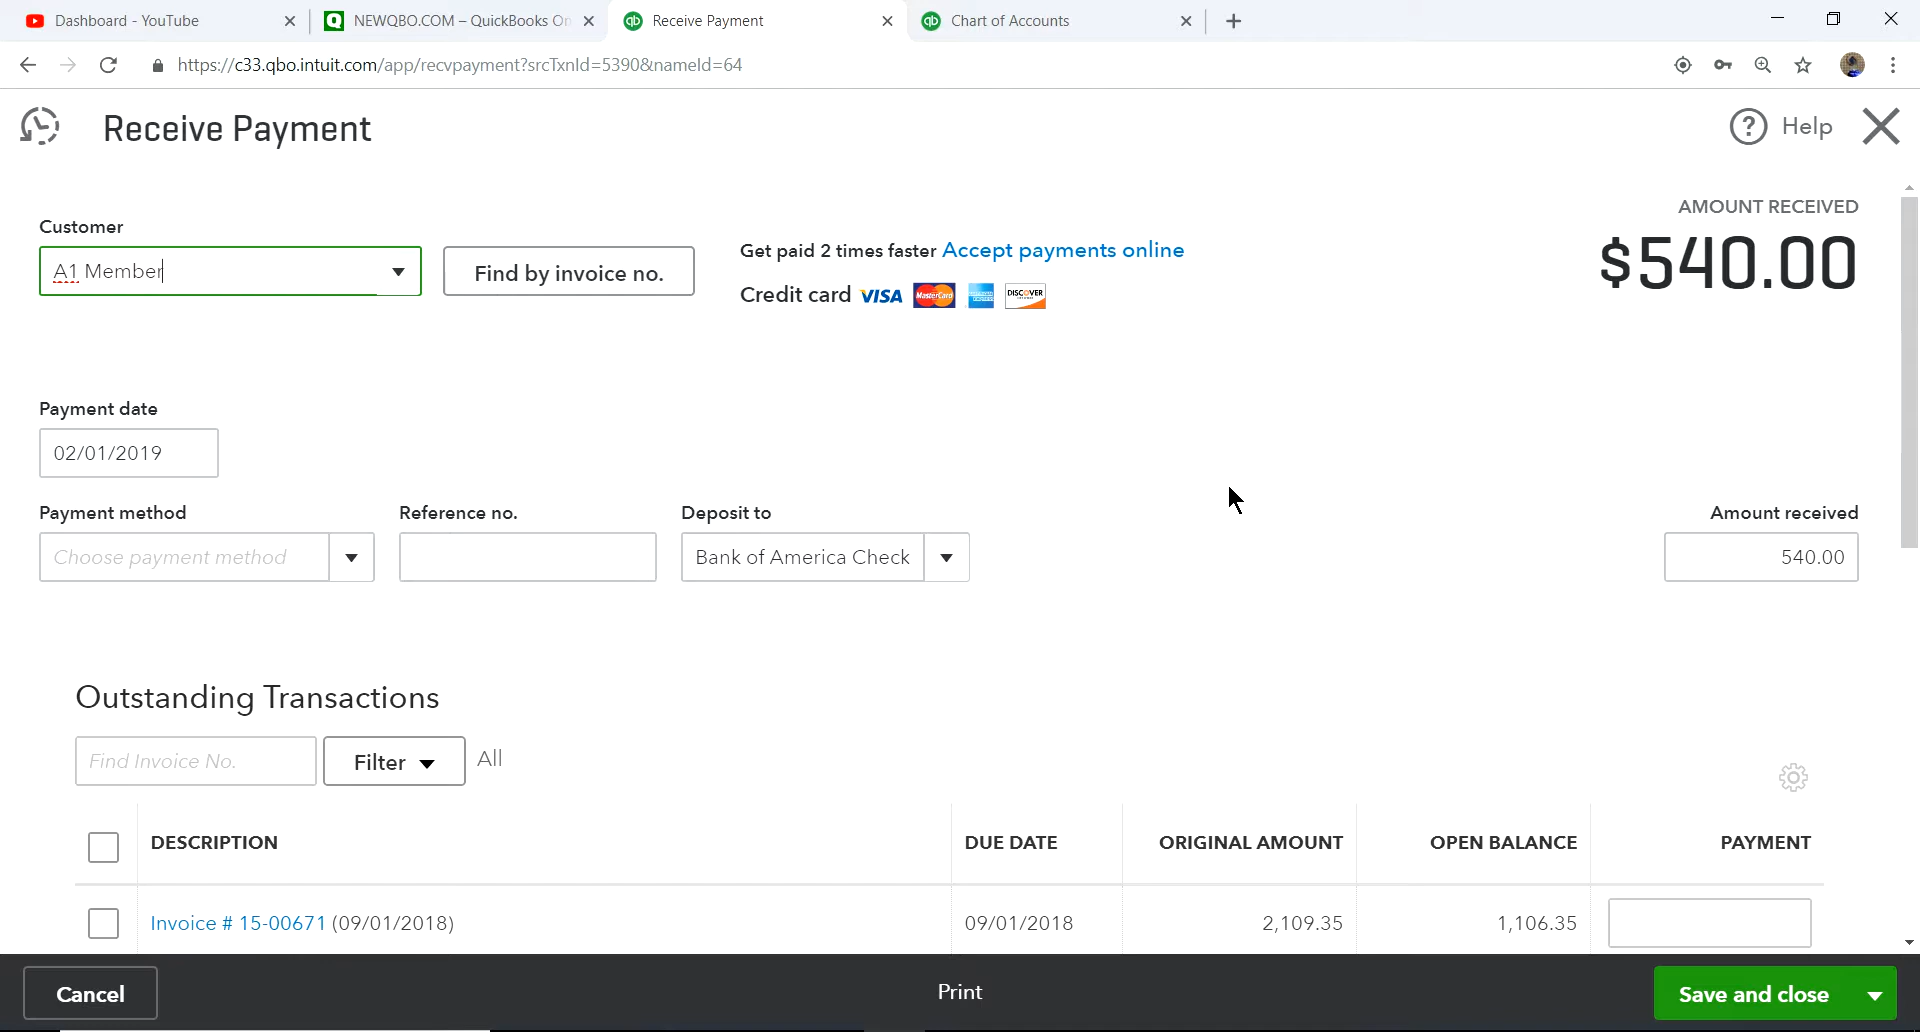 Dashboard - YouTube
NEWQBO.COM – QuickBooks On
Receive Payment
Chart of Accounts
https://c33.qbo.intuit.com/app/recvpayment?srcTxnId=5390&nameId=64
Receive Payment
Help
AMOUNT RECEIVED
$540.00
Customer
A1 Member
Find by invoice no.
Get paid 2 times faster Accept payments online
Credit card VISA MasterCard AMERICAN EXPRESS DISCOVER
Payment date
02/01/2019
Payment method
Reference no.
Deposit to
Amount received
Choose payment method
Bank of America Check
540.00
Outstanding Transactions
Find Invoice No.
Filter
All
DESCRIPTION
DUE DATE
ORIGINAL AMOUNT
OPEN BALANCE
PAYMENT
Invoice # 15-00671 (09/01/2018)
09/01/2018
2,109.35
1,106.35
Cancel
Print
Save and close